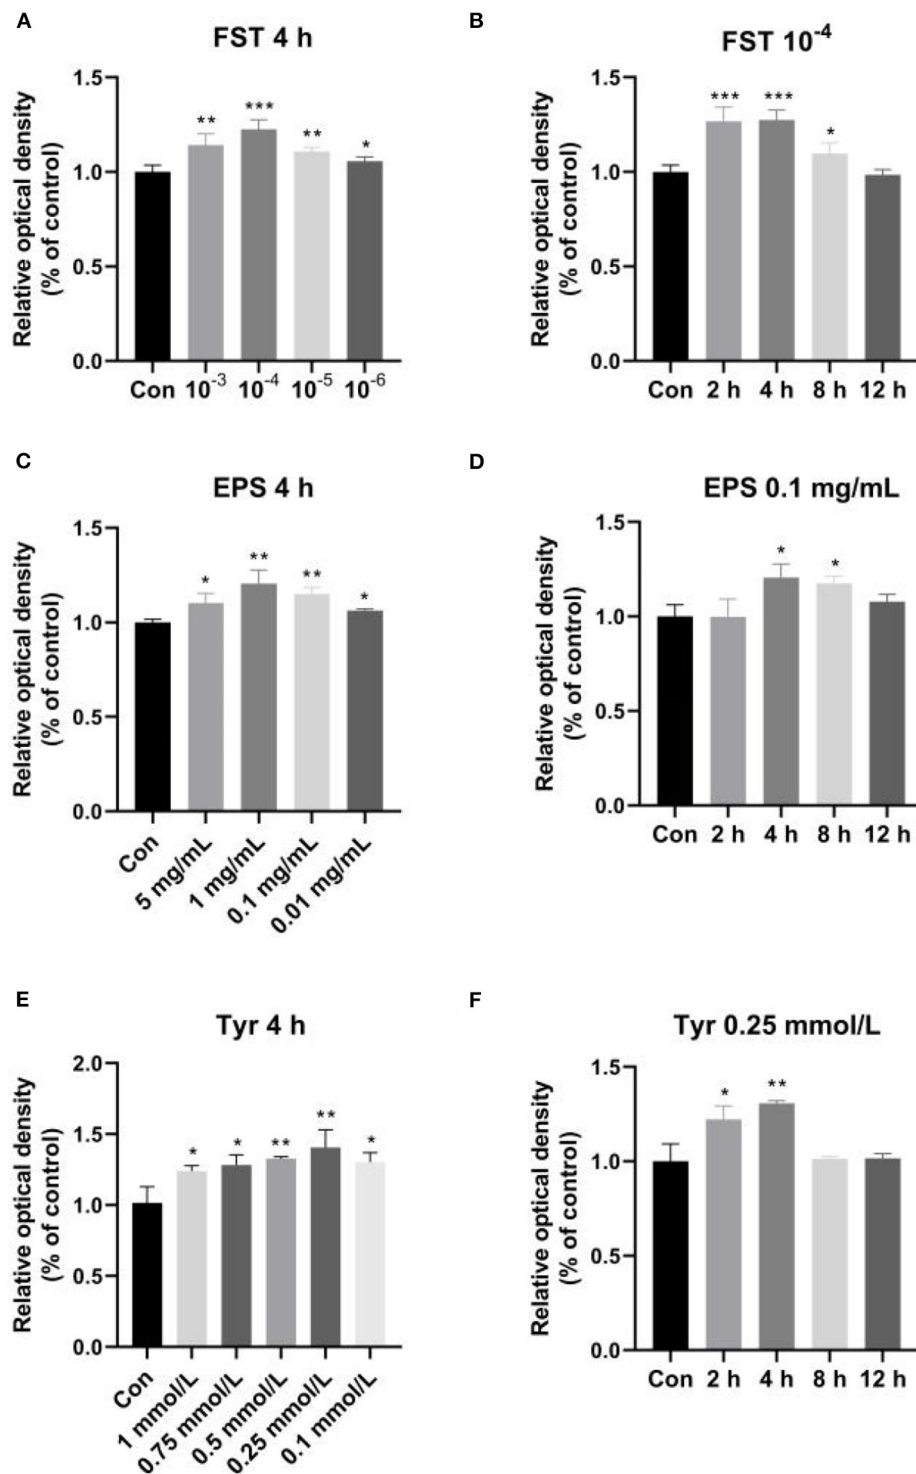 A
FST 4 h
Relative optical density
(% of control)
1.5
1.0
0.5
0.0
** *** ** *
Con 10-3 10-4 10-5 10-6
B
FST 10-4
Relative optical density
(% of control)
1.5
1.0
0.5
0.0
*** *** *
Con 2 h 4 h 8 h 12 h
C
EPS 4 h
Relative optical density
(% of control)
1.5
1.0
0.5
0.0
* ** ** *
Con
5 mg/mL
1 mg/mL
0.1 mg/mL
0.01 mg/mL
D
EPS 0.1 mg/mL
Relative optical density
(% of control)
1.5
1.0
0.5
0.0
* *
Con 2 h 4 h 8 h 12 h
E
Tyr 4 h
Relative optical density
(% of control)
2.0
1.5
1.0
0.5
0.0
* * ** ** *
Con
1 mmol/L
0.75 mmol/L
0.5 mmol/L
0.25 mmol/L
0.1 mmol/L
F
Tyr 0.25 mmol/L
Relative optical density
(% of control)
1.5
1.0
0.5
0.0
* **
Con 2 h 4 h 8 h 12 h